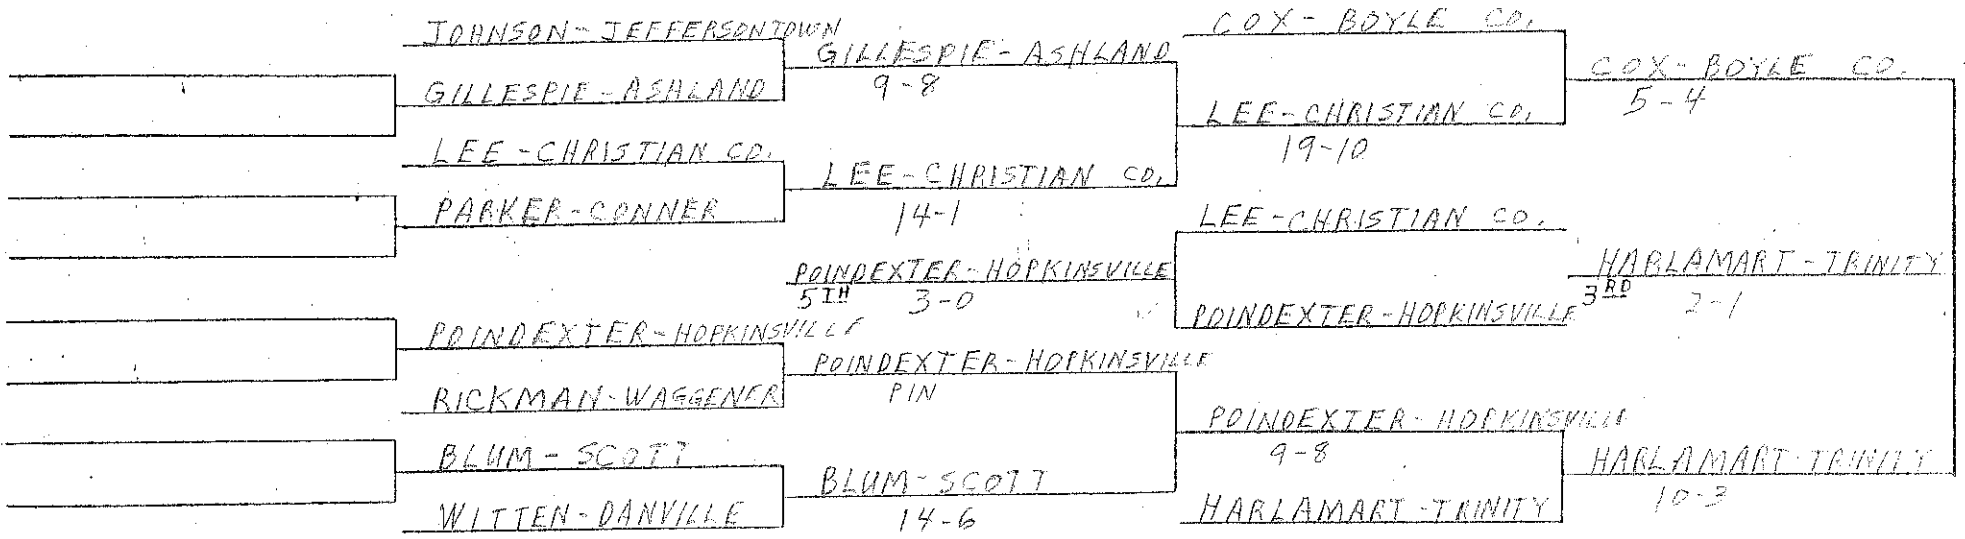 JOHNSON-JEFFERSONTOWN
GILLESPIE-ASHLAND
LEE-CHRISTIAN CO.
PARKER-CONNER
POINDEXTER-HOPKINSVILLE
RICKMAN-WAGGENER
BLUM-SCOTT
WITTEN-DANVILLE
GILLESPIE-ASHLAND
9-8
LEE-CHRISTIAN CO.
14-1
POINDEXTER-HOPKINSVILLE
5TH 3-0
POINDEXTER-HOPKINSVILLE
PIN
BLUM-SCOTT
14-6
COX-BOYLE CO.
LEE-CHRISTIAN CO.
19-10
LEE-CHRISTIAN CO.
POINDEXTER-HOPKINSVILLE
POINDEXTER-HOPKINSVILLE
9-8
HARLAMART-TRINITY
COX-BOYLE CO.
5-4
HARLAMART-TRINITY
3RD 2-1
HARLAMART-TRINITY
10-3